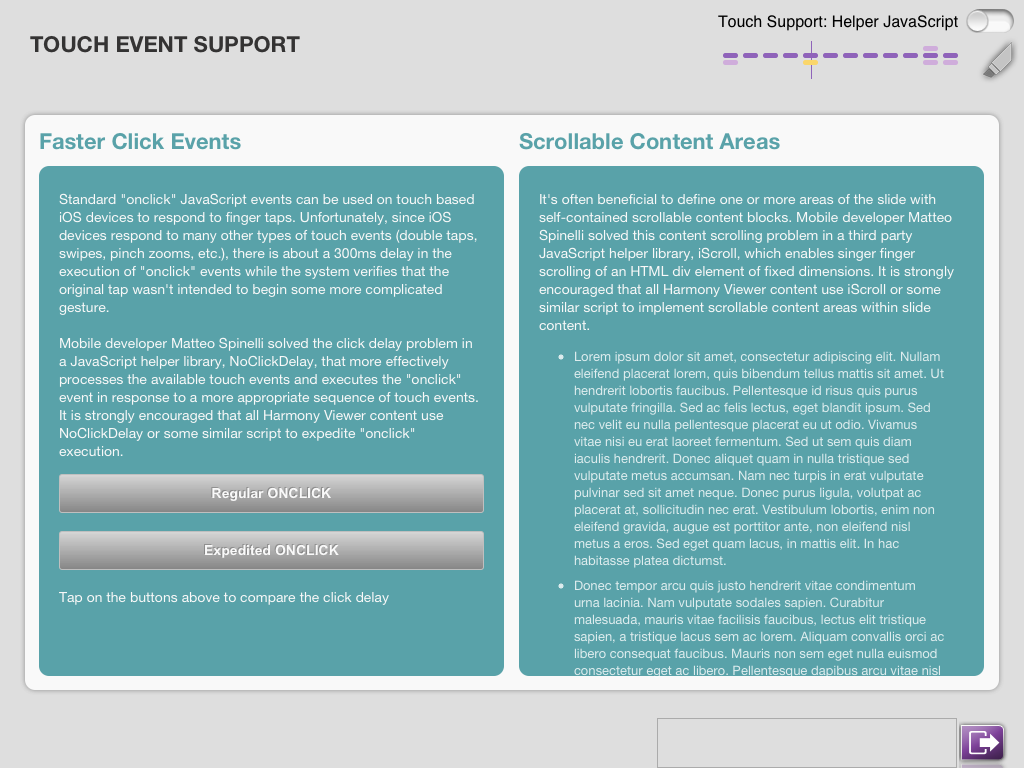 Touch Support: Helper JavaScript
TOUCH EVENT SUPPORT
Faster Click Events
Standard "onclick" JavaScript events can be used on touch based
iOS devices to respond to finger taps. Unfortunately, since iOS
devices respond to many other types of touch events (double taps,
swipes, pinch zooms, etc.), there is about a 300ms delay in the
execution of "onclick" events while the system verifies that the
original tap wasn't intended to begin some more complicated
gesture.
Mobile developer Matteo Spinelli solved the click delay problem in
a JavaScript helper library, NoClickDelay, that more effectively
processes the available touch events and executes the "onclick"
event in response to a more appropriate sequence of touch events.
It is strongly encouraged that all Harmony Viewer content use
NoClickDelay or some similar script to expedite "onclick"
execution.
Regular ONCLICK
Expedited ONCLICK
Tap on the buttons above to compare the click delay
Scrollable Content Areas
It's often beneficial to define one or more areas of the slide with
self-contained scrollable content blocks. Mobile developer Matteo
Spinelli solved this content scrolling problem in a third party
JavaScript helper library, iScroll, which enables singer finger
scrolling of an HTML div element of fixed dimensions. It is strongly
encouraged that all Harmony Viewer content use iScroll or some
similar script to implement scrollable content areas within slide
content.
• Lorem ipsum dolor sit amet, consectetur adipiscing elit. Nullam
eleifend placerat lorem, quis bibendum tellus mattis sit amet. Ut
hendrerit lobortis faucibus. Pellentesque id risus quis purus
vulputate fringilla. Sed ac felis lectus, eget blandit ipsum. Sed
nec velit eu nulla pellentesque placerat eu ut odio. Vivamus
vitae nisi eu erat laoreet fermentum. Sed ut sem quis diam
iaculis hendrerit. Donec aliquet quam in nulla tristique sed
vulputate metus accumsan. Nam nec turpis in erat vulputate
pulvinar sed sit amet neque. Donec purus ligula, volutpat ac
placerat at, sollicitudin nec erat. Vestibulum lobortis, enim non
eleifend gravida, augue est porttitor ante, non eleifend nisl
metus a eros. Sed eget quam lacus, in mattis elit. In hac
habitasse platea dictumst.
• Donec tempor arcu quis justo hendrerit vitae condimentum
urna lacinia. Nam vulputate sodales sapien. Curabitur
malesuada, mauris vitae facilisis faucibus, lectus elit tristique
sapien, a tristique lacus sem ac lorem. Aliquam convallis orci ac
libero consequat faucibus. Mauris non sem eget nulla euismod
consectetur eget ac libero. Pellentesque dapibus arcu vitae nisl